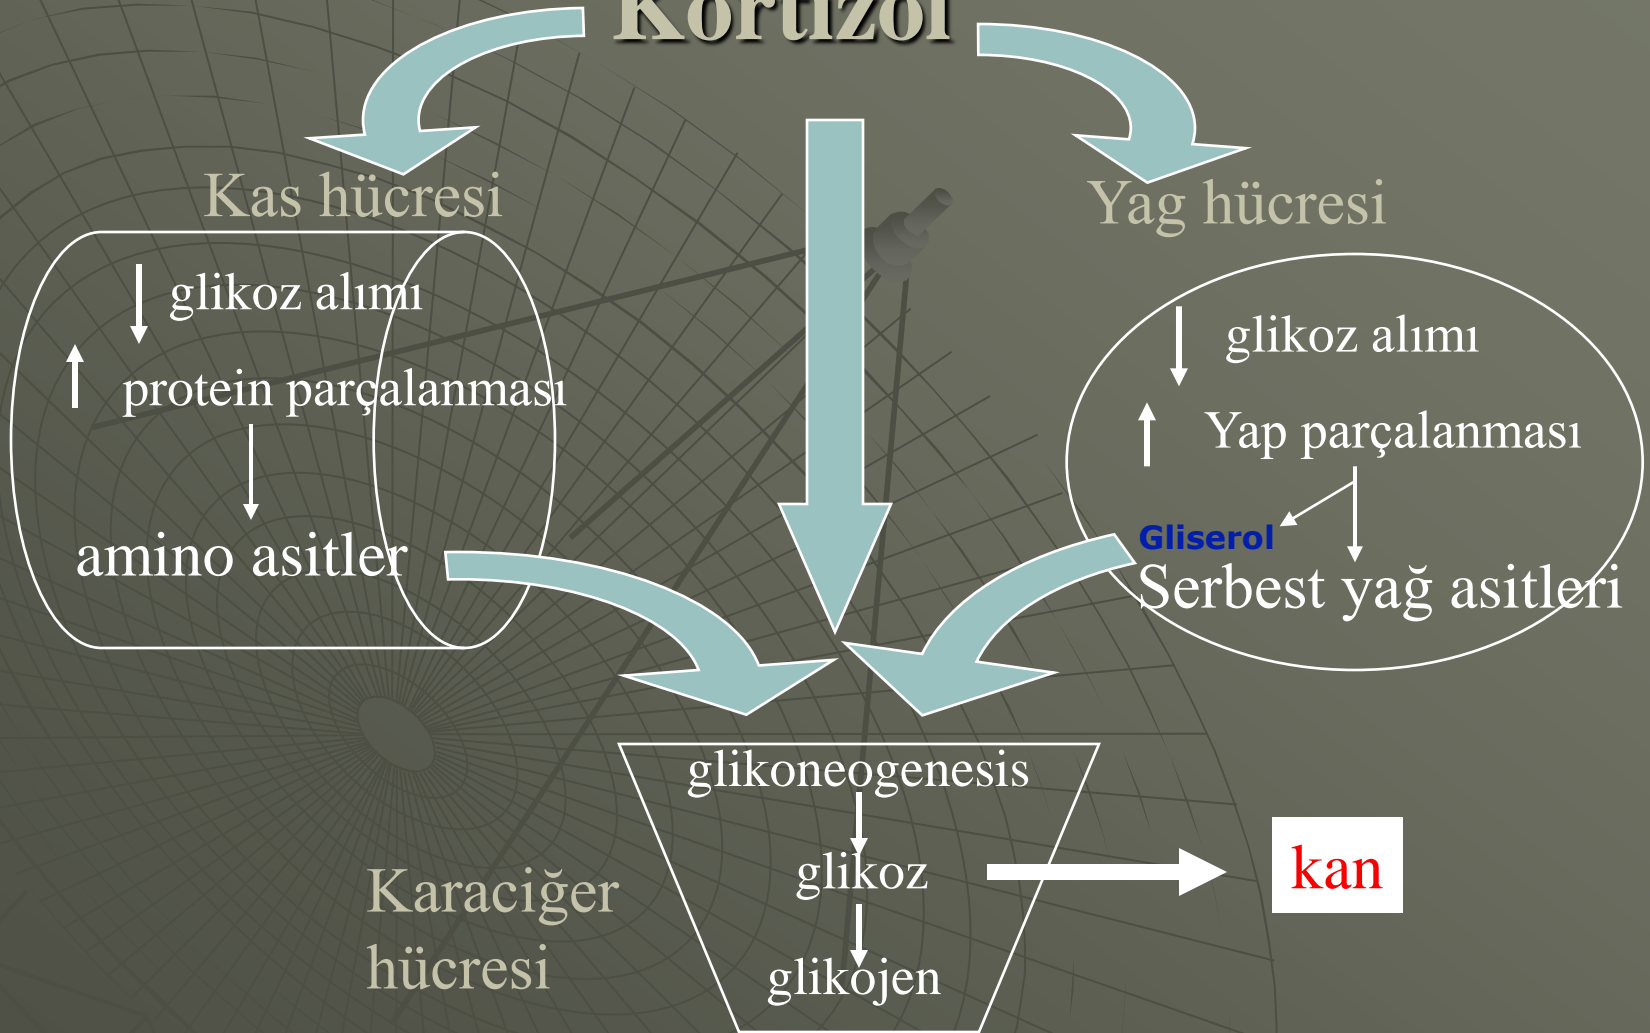 Kortizol
Kas hücresi
glikoz alımı
protein parçalanması
amino asitler
Yag hücresi
glikoz alımı
Yap parçalanması
Gliserol
Serbest yağ asitleri
glikoneogenesis
glikoz
glikojen
Karaciğer
hücresi
kan